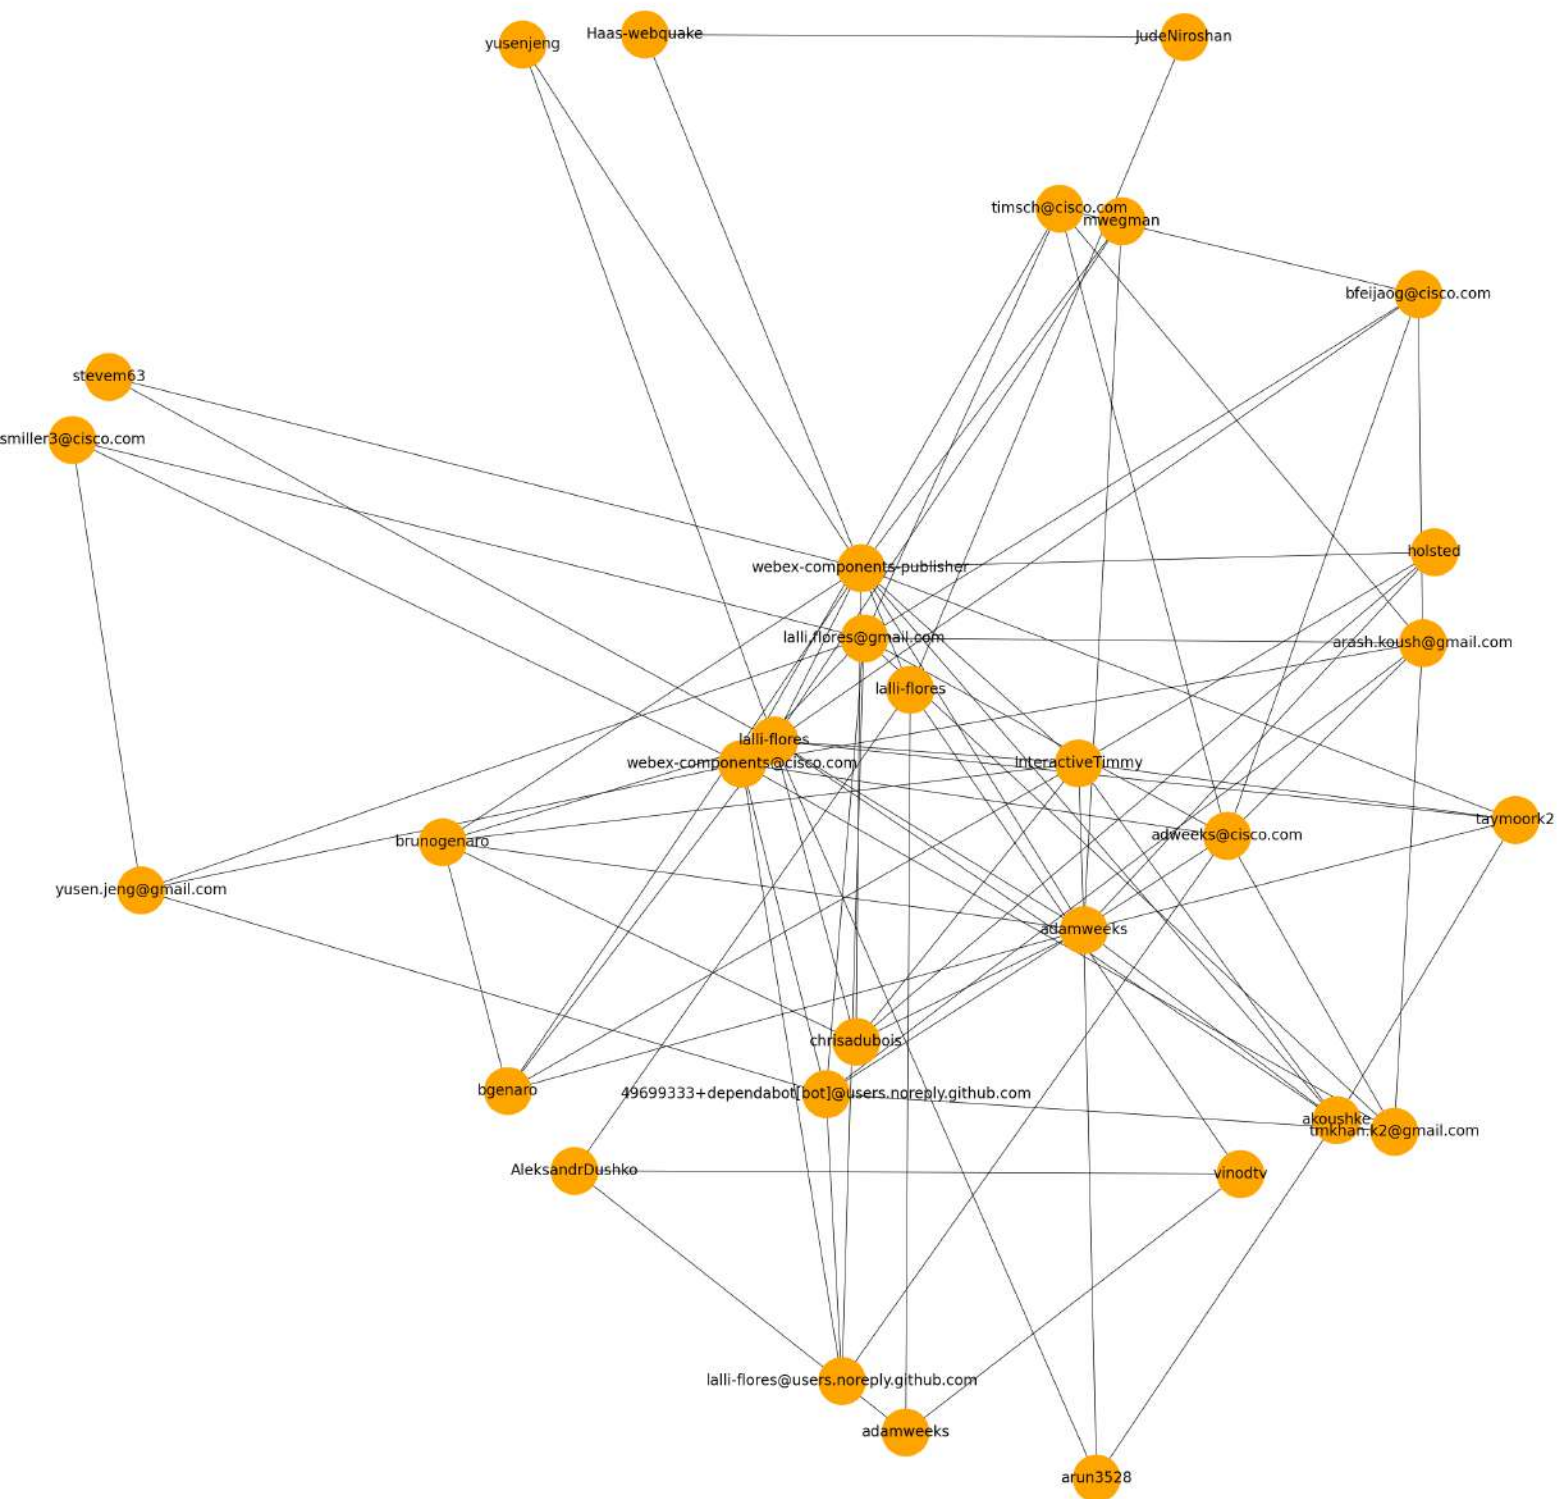 Haas-webquake
JudeNiroshan
yusenjeng
timsch@cisco.com
mwegman
bfeijaog@cisco.com
stevem63
smiller3@cisco.com
holsted
webex-components-publisher
lalli.flores@gmail.com
arash.koush@gmail.com
lalli-flores
lalli-flores
webex-components@cisco.com
InteractiveTimmy
taymoork2
adweeks@cisco.com
brunogenaro
yusen.jeng@gmail.com
adamweeks
chrisadubois
bgenaro
49699333+dependabot[bot]@users.noreply.github.com
akoushke
tmkhan.k2@gmail.com
AleksandrDushko
vinodtv
lalli-flores@users.noreply.github.com
adamweeks
arun3528